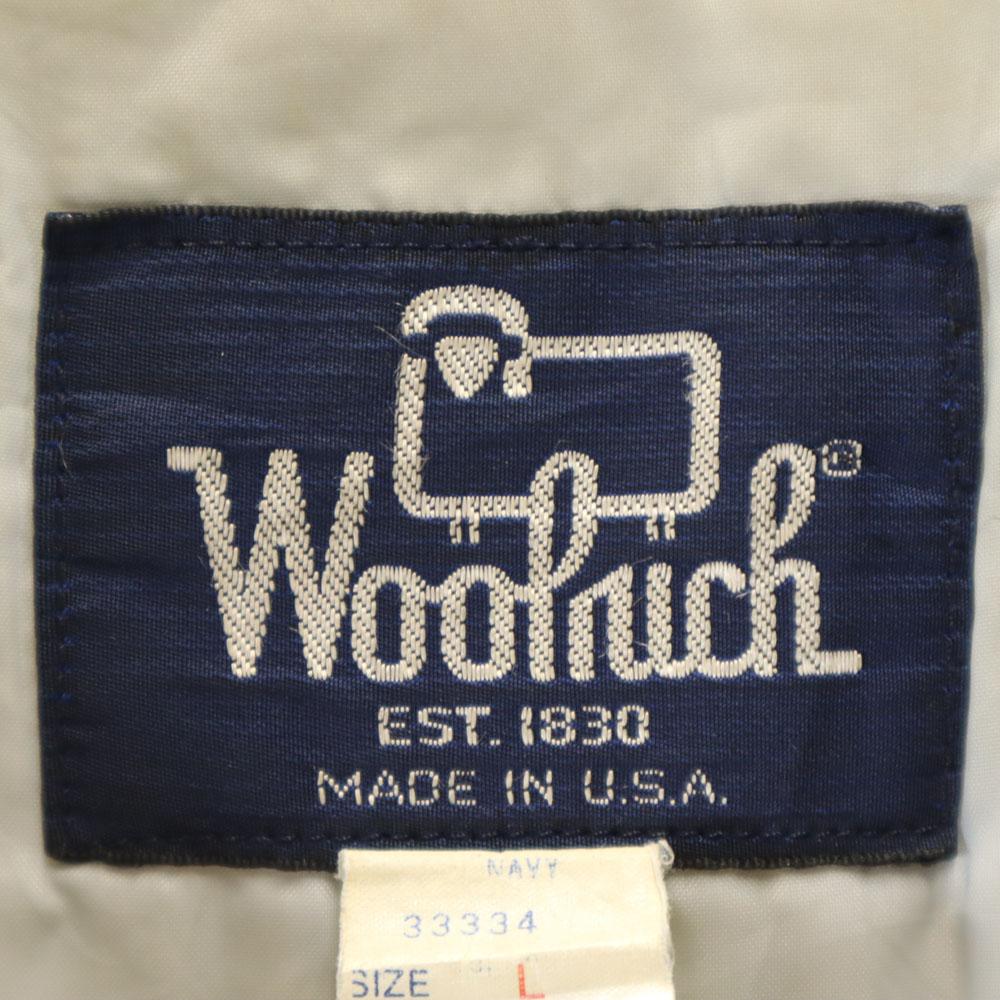 Woolrich®
EST. 1830
MADE IN U.S.A.
NAVY
33334
SIZE L